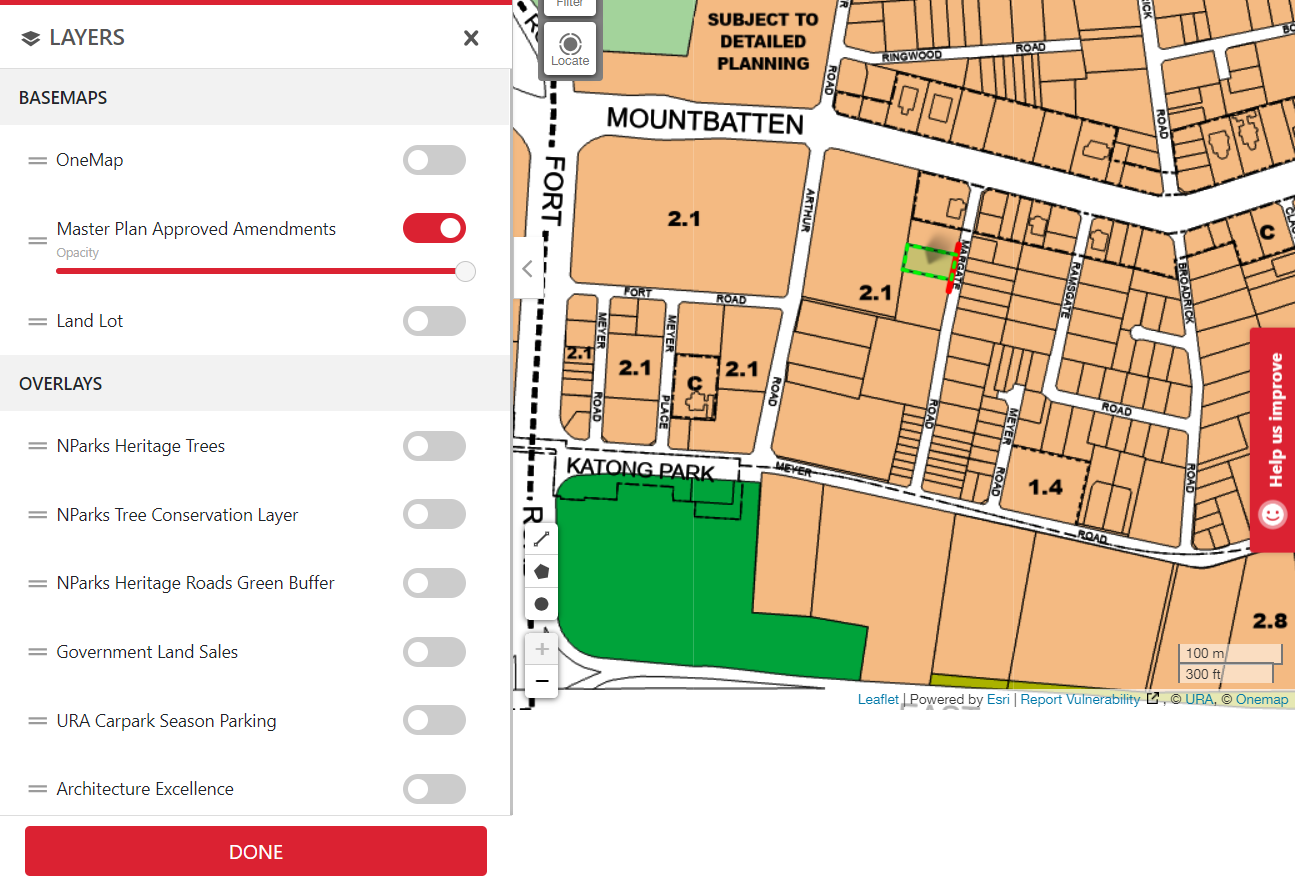 LAYERS
BASEMAPS
OneMap
Master Plan Approved Amendments
Opacity
Land Lot
OVERLAYS
NParks Heritage Trees
NParks Tree Conservation Layer
NParks Heritage Roads Green Buffer
Government Land Sales
URA Carpark Season Parking
Architecture Excellence
DONE
Filter
Locate
SUBJECT TO
DETAILED
PLANNING
RINGWOOD ROAD
ROAD
ROAD
MOUNTBATTEN
FORT
ARTHUR
2.1
2.1
C
MARGATE
RAMSGATE
BROADRICK
FORT ROAD
MEYER
MEYER
2.1
2.1
2.1
C
ROAD
PLACE
ROAD
ROAD
MEYER
ROAD
ROAD
ROAD
KATONG PARK
MEYER
1.4
ROAD
2.8
Help us improve
+
−
100 m
300 ft
Leaflet | Powered by Esri | Report Vulnerability , © URA, © Onemap